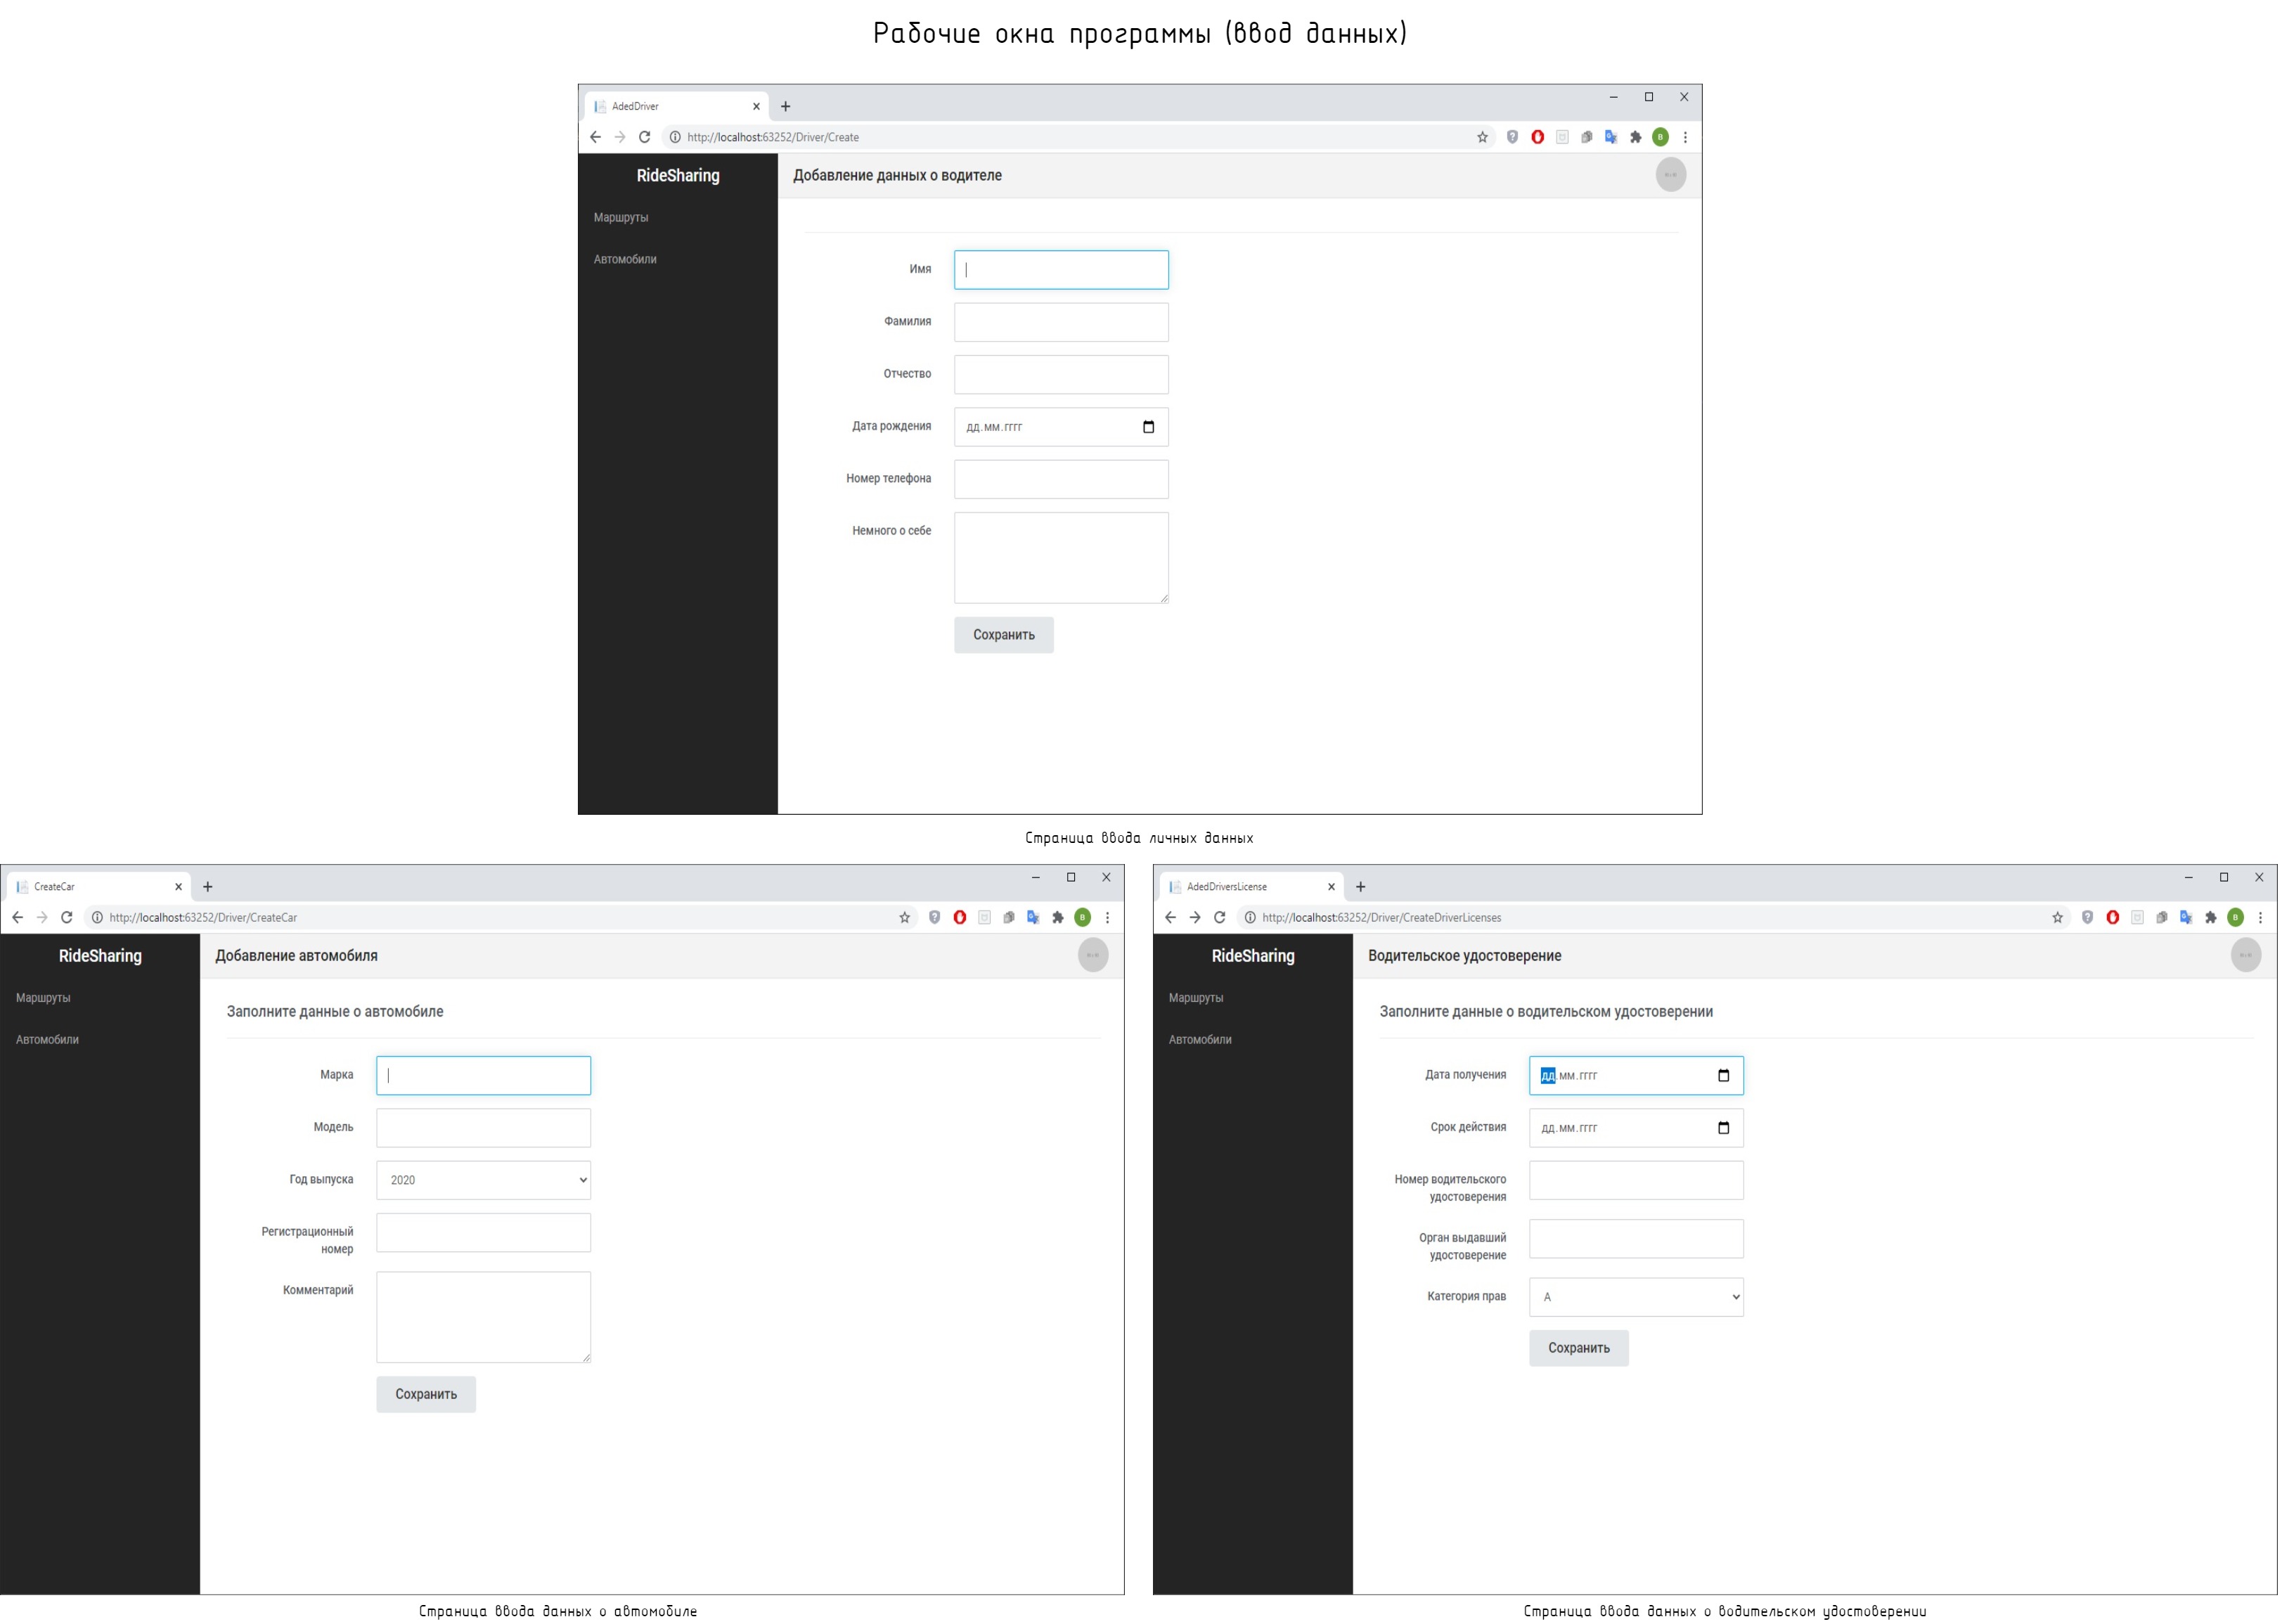 Рабочие окна программы (ввод данных)
AdedDriver
http://localhost:63252/Driver/Create
В
RideSharing
Добавление данных о водителе
Маршруты
Автомобили
Имя
Фамилия
Отчество
Дата рождения
дд.мм.гггг
Номер телефона
Немного о себе
Сохранить
Страница ввода личных данных
CreateCar
http://localhost:63252/Driver/CreateCar
В
RideSharing
Добавление автомобиля
Маршруты
Автомобили
Заполните данные о автомобиле
Марка
Модель
Год выпуска
2020
Регистрационный
номер
Комментарий
Сохранить
Страница ввода данных о автомобиле
AdedDriversLicense
http://localhost:63252/Driver/CreateDriverLicenses
В
RideSharing
Водительское удостоверение
Маршруты
Автомобили
Заполните данные о водительском удостоверении
Дата получения
дд.мм.гггг
Срок действия
дд.мм.гггг
Номер водительского
удостоверения
Орган выдавший
удостоверение
Категория прав
A
Сохранить
Страница ввода данных о водительском удостоверении